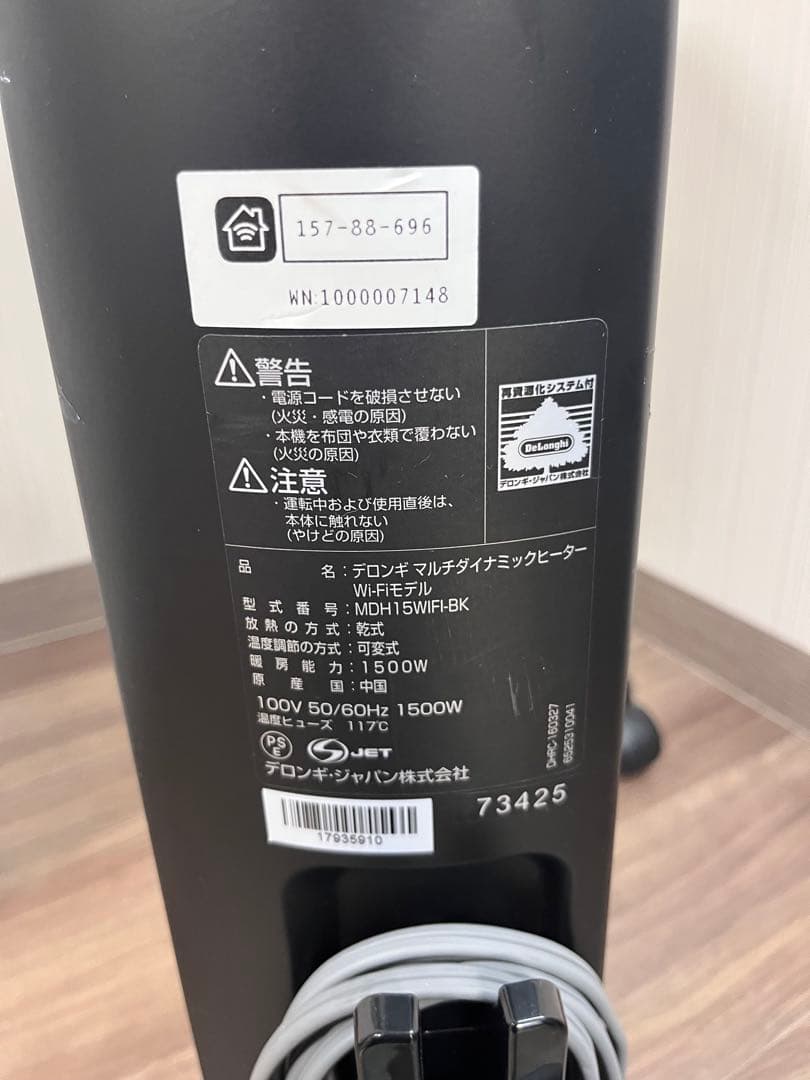 157-88-696
WN:1000007148
警告
・電源コードを破損させない
(火災・感電の原因)
・本機を布団や衣類で覆わない
(火災の原因)
注意
・運転中および使用直後は、
本体に触れない
(やけどの原因)
再資源化システム付
DeLonghi
デロンギ・ジャパン株式会社
品名:デロンギ マルチダイナミックヒーター
Wi-Fiモデル
型式番号:MDH15WIFI-BK
放熱の方式:乾式
温度調節の方式:可変式
暖房能力:1500W
原産国:中国
100V 50/60Hz 1500W
温度ヒューズ 117℃
PSE
JET
デロンギ・ジャパン株式会社
DHRC-160327
6525310041
73425
17935910